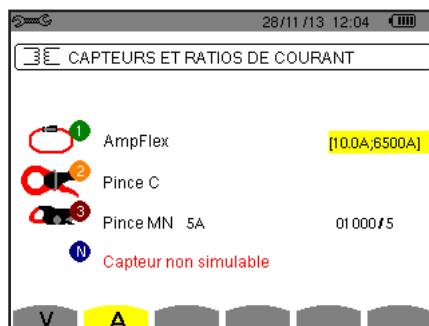 28/11/13 12:04
CAPTEURS ET RATIOS DE COURANT
1 AmpFlex [10.0A;6500A]
2 Pince C
3 Pince MN 5A 01000/5
N Capteur non simulable
V A